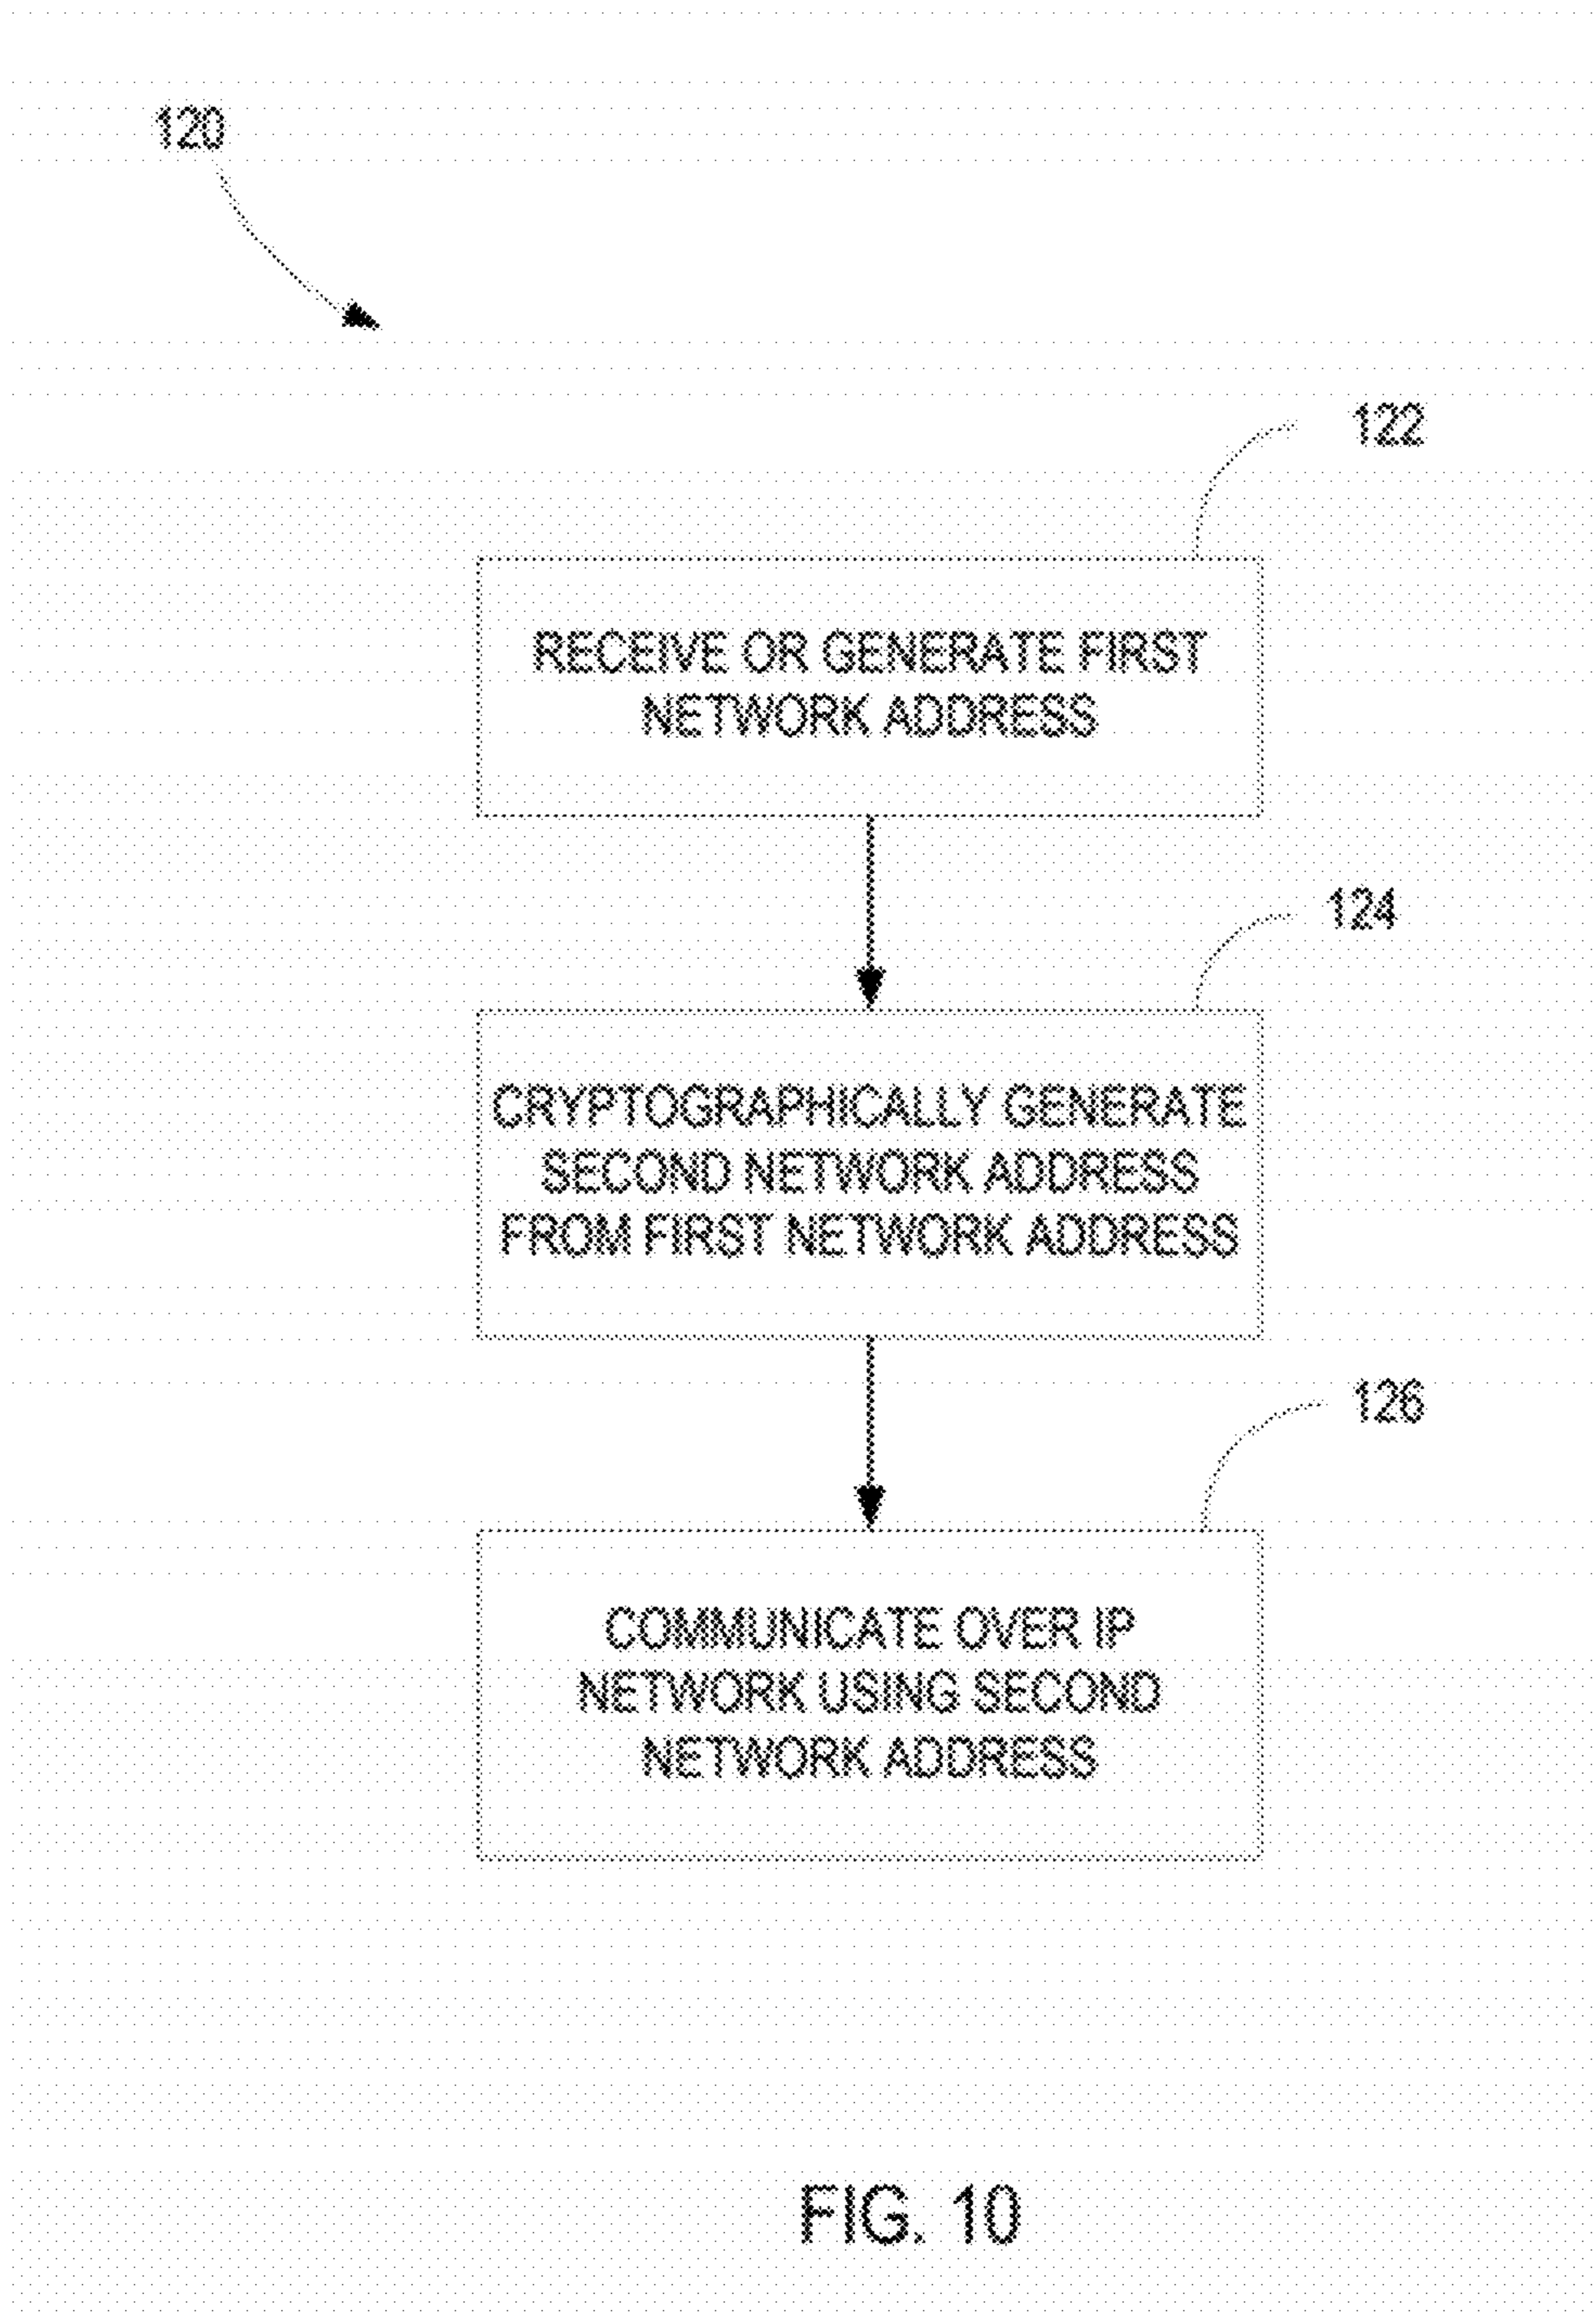 120
122
RECEIVE OR GENERATE FIRST
NETWORK ADDRESS
124
CRYPTOGRAPHICALLY GENERATE
SECOND NETWORK ADDRESS
FROM FIRST NETWORK ADDRESS
126
COMMUNICATE OVER IP
NETWORK USING SECOND
NETWORK ADDRESS
FIG. 10